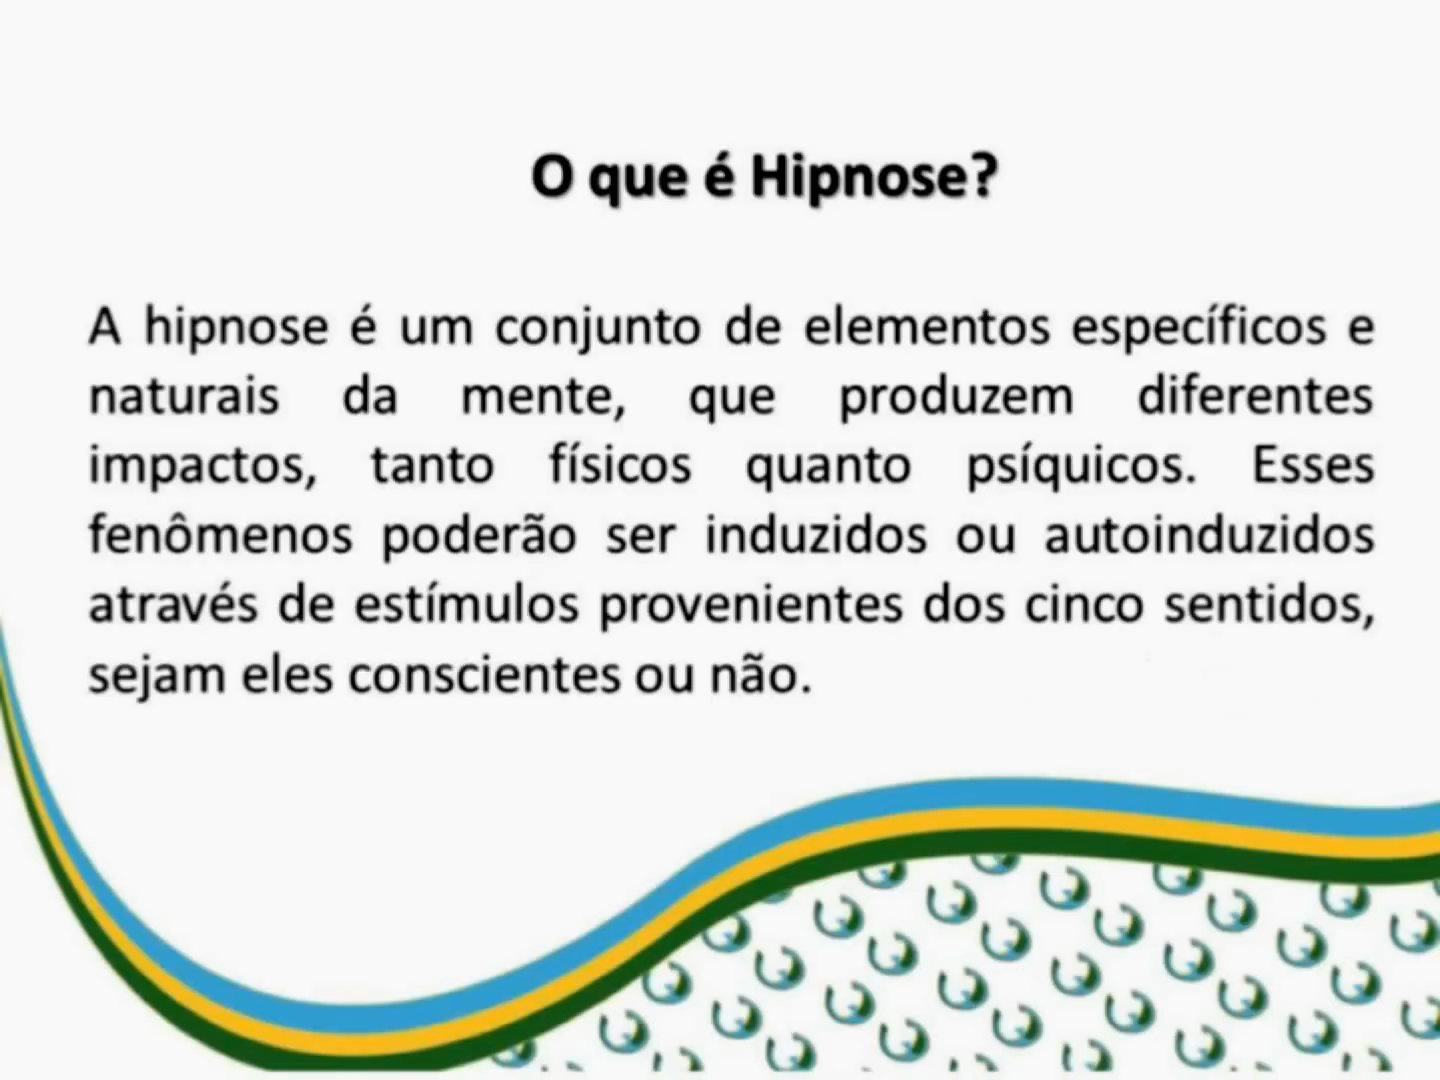 O que é Hipnose?
A hipnose é um conjunto de elementos específicos e
naturais da mente, que produzem diferentes
impactos, tanto físicos quanto psíquicos. Esses
fenômenos poderão ser induzidos ou autoinduzidos
através de estímulos provenientes dos cinco sentidos,
sejam eles conscientes ou não.